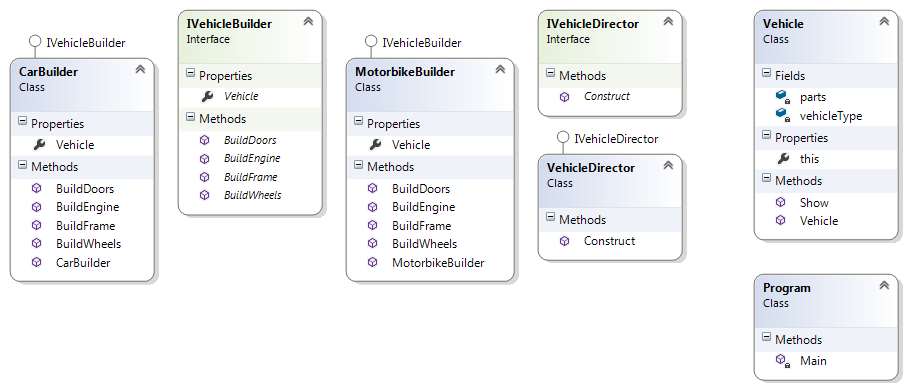 IVehicleBuilder
CarBuilder
Class
Properties
Vehicle
Methods
BuildDoors
BuildEngine
BuildFrame
BuildWheels
CarBuilder
IVehicleBuilder
Interface
Properties
Vehicle
Methods
BuildDoors
BuildEngine
BuildFrame
BuildWheels
IVehicleBuilder
MotorbikeBuilder
Class
Properties
Vehicle
Methods
BuildDoors
BuildEngine
BuildFrame
BuildWheels
MotorbikeBuilder
IVehicleDirector
Interface
Methods
Construct
IVehicleDirector
VehicleDirector
Class
Methods
Construct
Vehicle
Class
Fields
parts
vehicleType
Properties
this
Methods
Show
Vehicle
Program
Class
Methods
Main